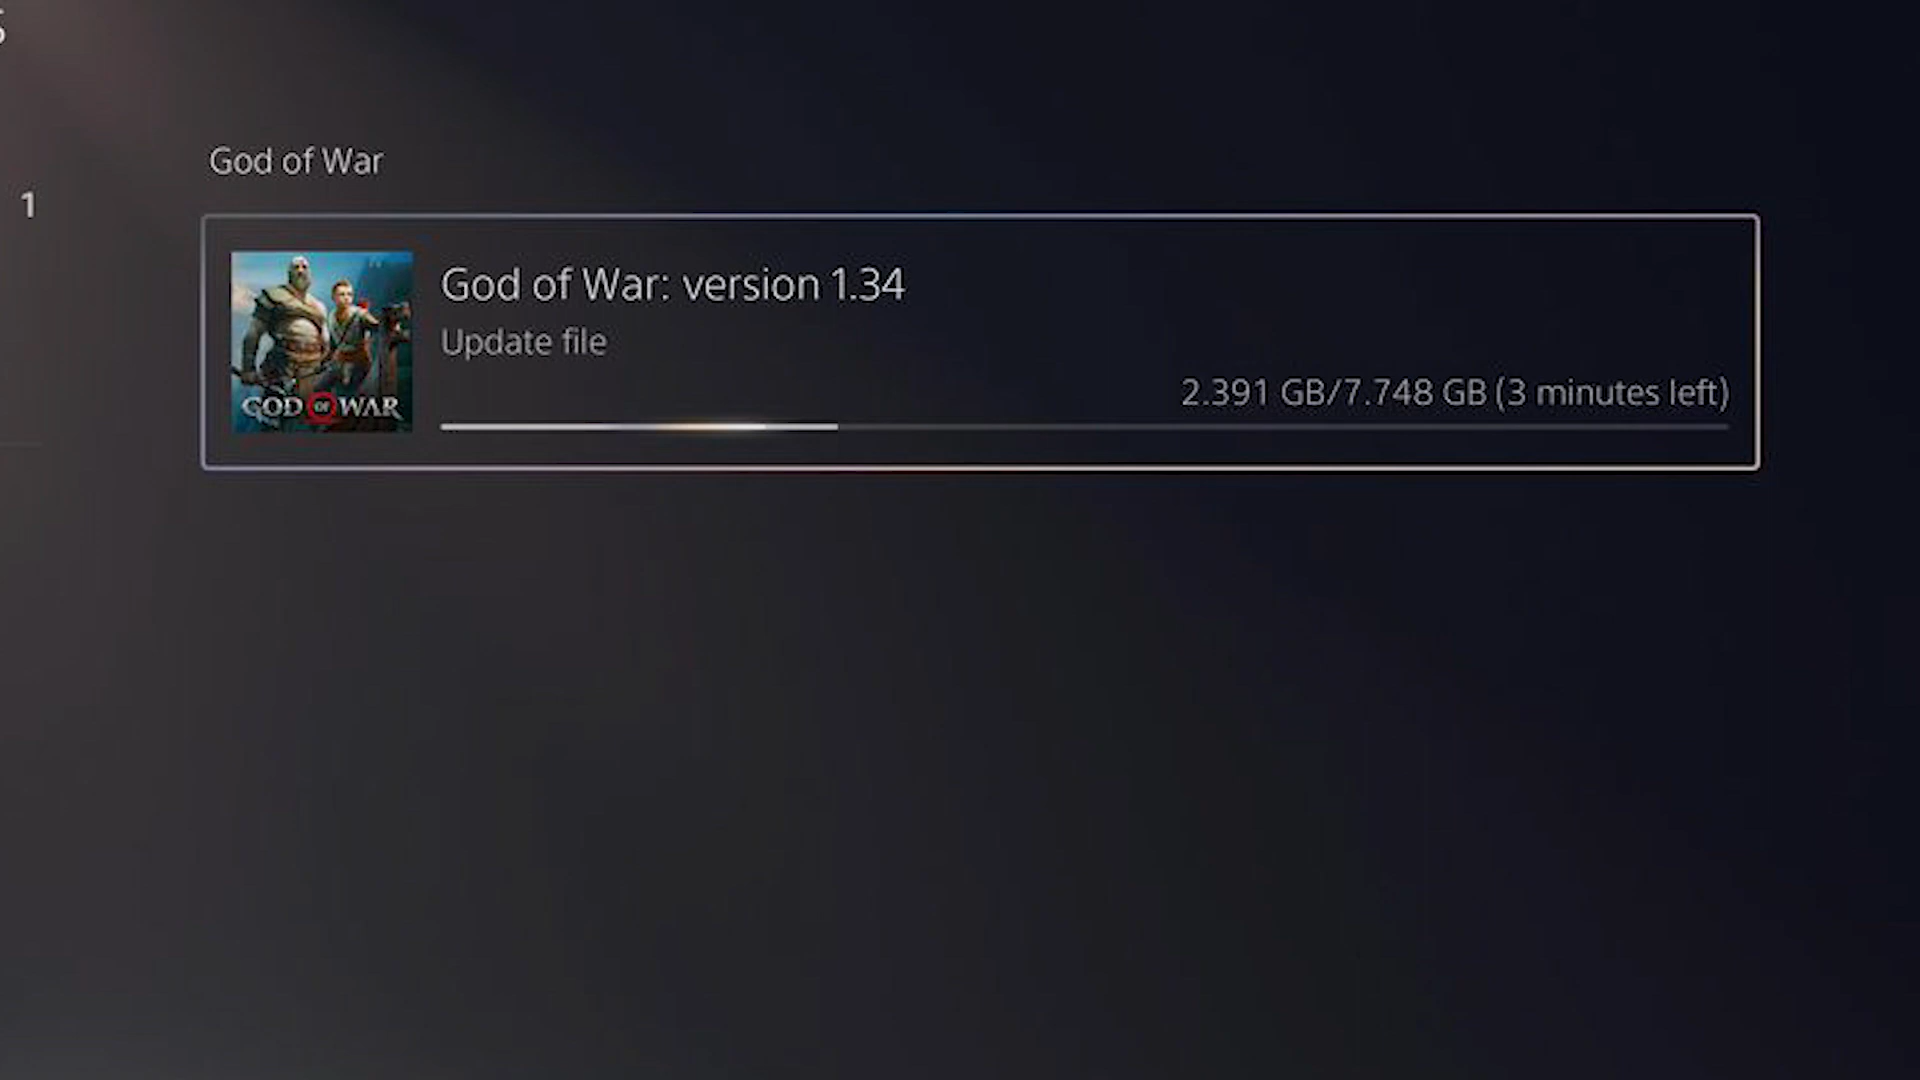 God of War
1
God of War: version 1.34
Update file
2.391 GB/7.748 GB (3 minutes left)
GOD OF WAR